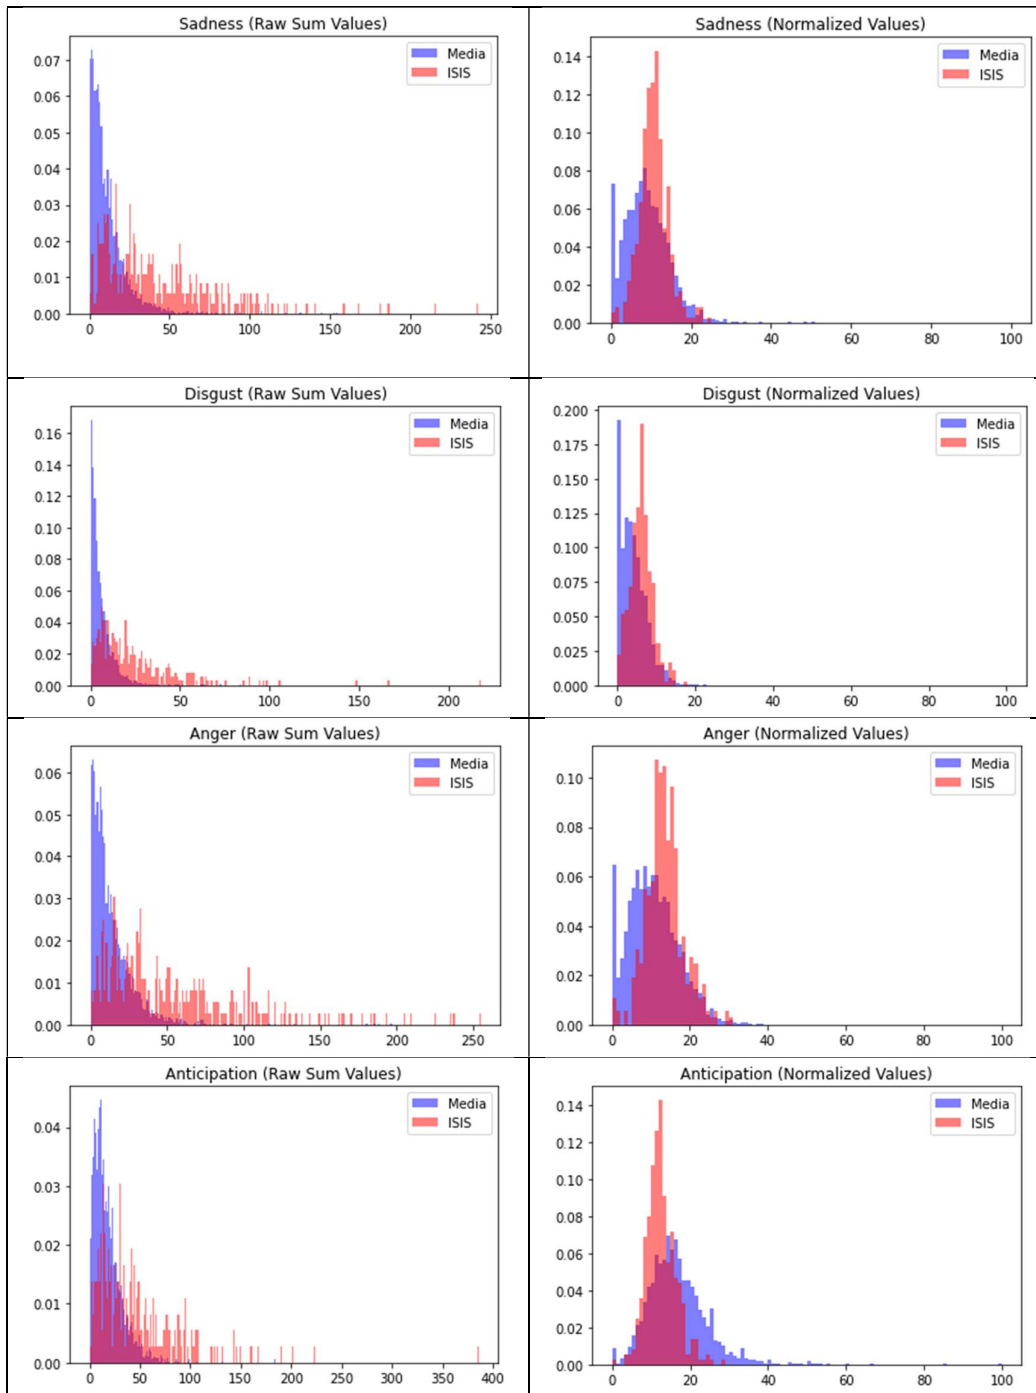 Sadness (Raw Sum Values)
Media
ISIS
0.07
0.06
0.05
0.04
0.03
0.02
0.01
0.00
0 50 100 150 200 250
Sadness (Normalized Values)
Media
ISIS
0.14
0.12
0.10
0.08
0.06
0.04
0.02
0.00
0 20 40 60 80 100
Disgust (Raw Sum Values)
Media
ISIS
0.16
0.14
0.12
0.10
0.08
0.06
0.04
0.02
0.00
0 50 100 150 200
Disgust (Normalized Values)
Media
ISIS
0.200
0.175
0.150
0.125
0.100
0.075
0.050
0.025
0.000
0 20 40 60 80 100
Anger (Raw Sum Values)
Media
ISIS
0.06
0.05
0.04
0.03
0.02
0.01
0.00
0 50 100 150 200 250
Anger (Normalized Values)
Media
ISIS
0.10
0.08
0.06
0.04
0.02
0.00
0 20 40 60 80 100
Anticipation (Raw Sum Values)
Media
ISIS
0.04
0.03
0.02
0.01
0.00
0 50 100 150 200 250 300 350 400
Anticipation (Normalized Values)
Media
ISIS
0.14
0.12
0.10
0.08
0.06
0.04
0.02
0.00
0 20 40 60 80 100